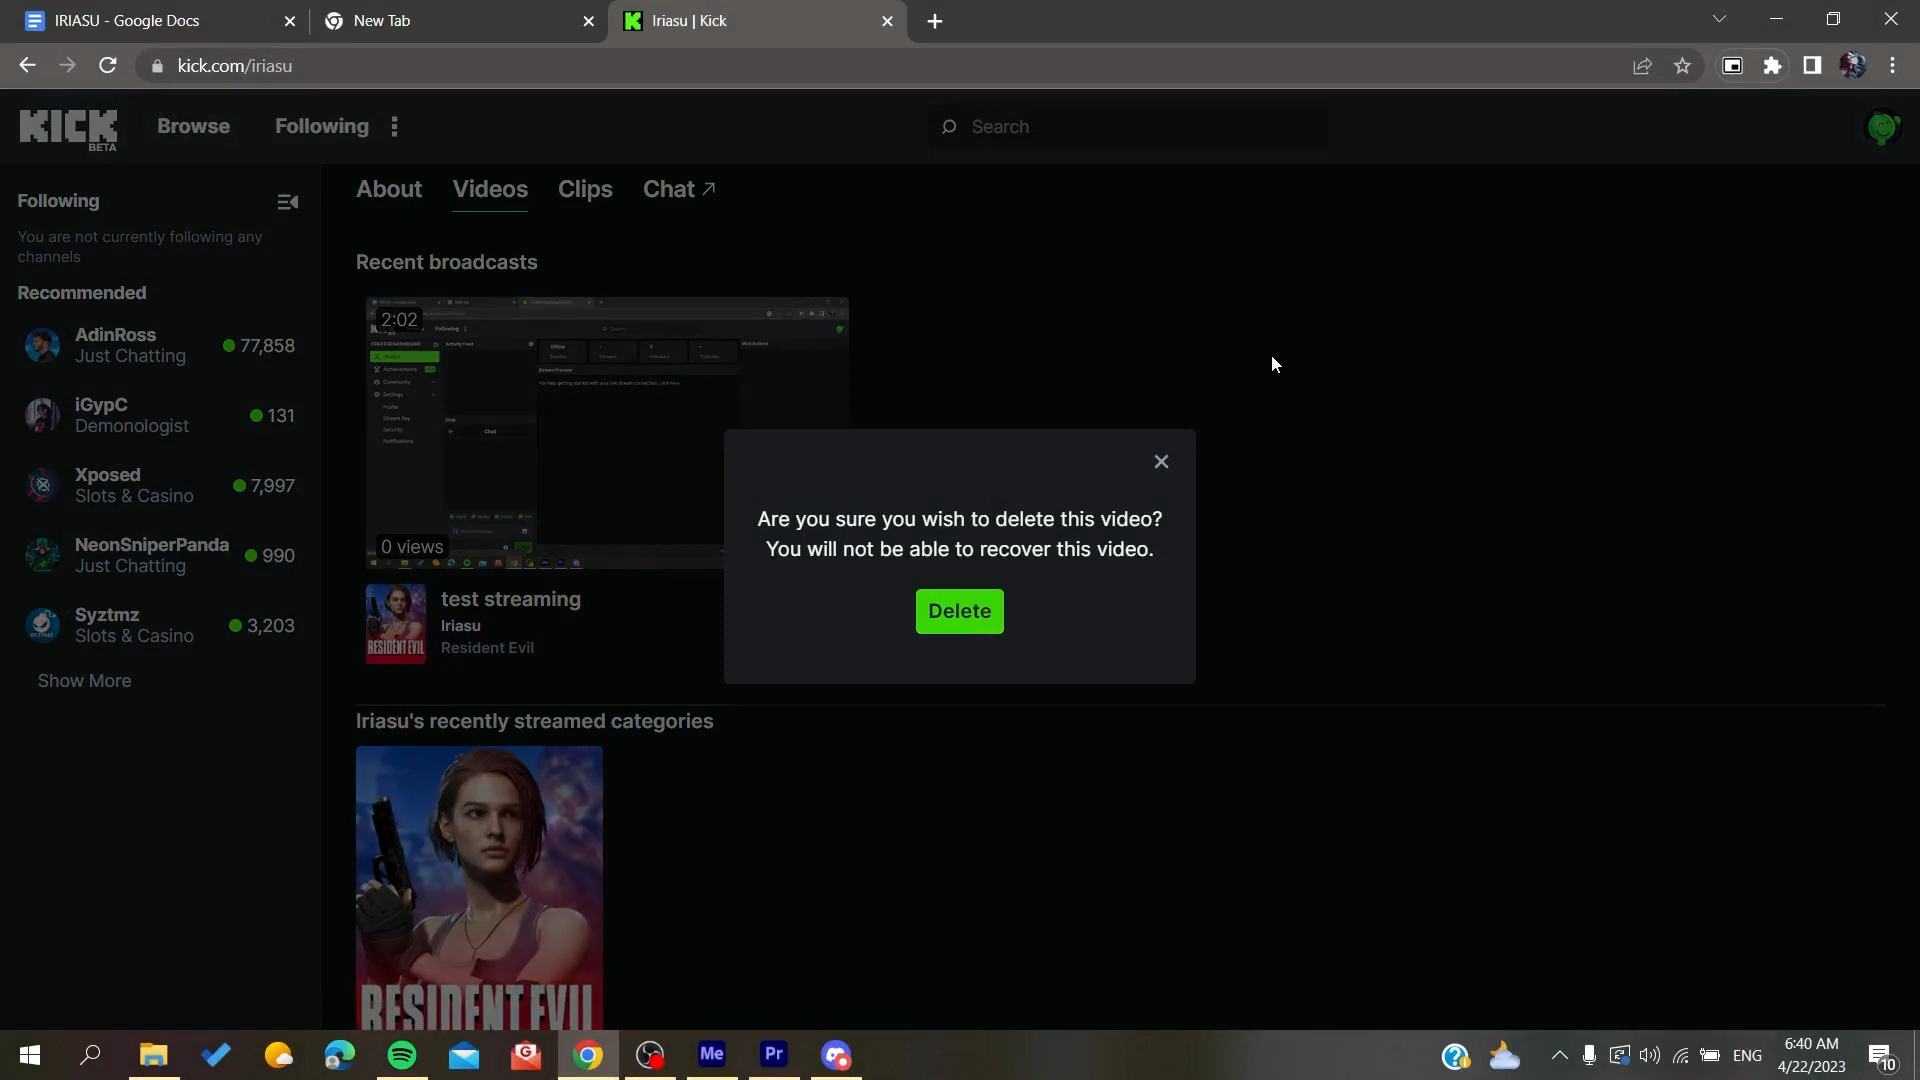 IRIASU - Google Docs
New Tab
Iriasu | Kick
kick.com/iriasu
KICK
BETA
Browse
Following
Search
Following
You are not currently following any
channels
Recommended
AdinRoss
Just Chatting
77,858
iGypC
Demonologist
131
Xposed
Slots & Casino
7,997
NeonSniperPanda
Just Chatting
990
Syztmz
Slots & Casino
3,203
Show More
About
Videos
Clips
Chat
Recent broadcasts
2:02
0 views
test streaming
Iriasu
Resident Evil
RESIDENT EVIL
Are you sure you wish to delete this video?
You will not be able to recover this video.
Delete
Iriasu's recently streamed categories
RESIDENT EVIL
Me
Pr
ENG
6:40 AM
4/22/2023
10